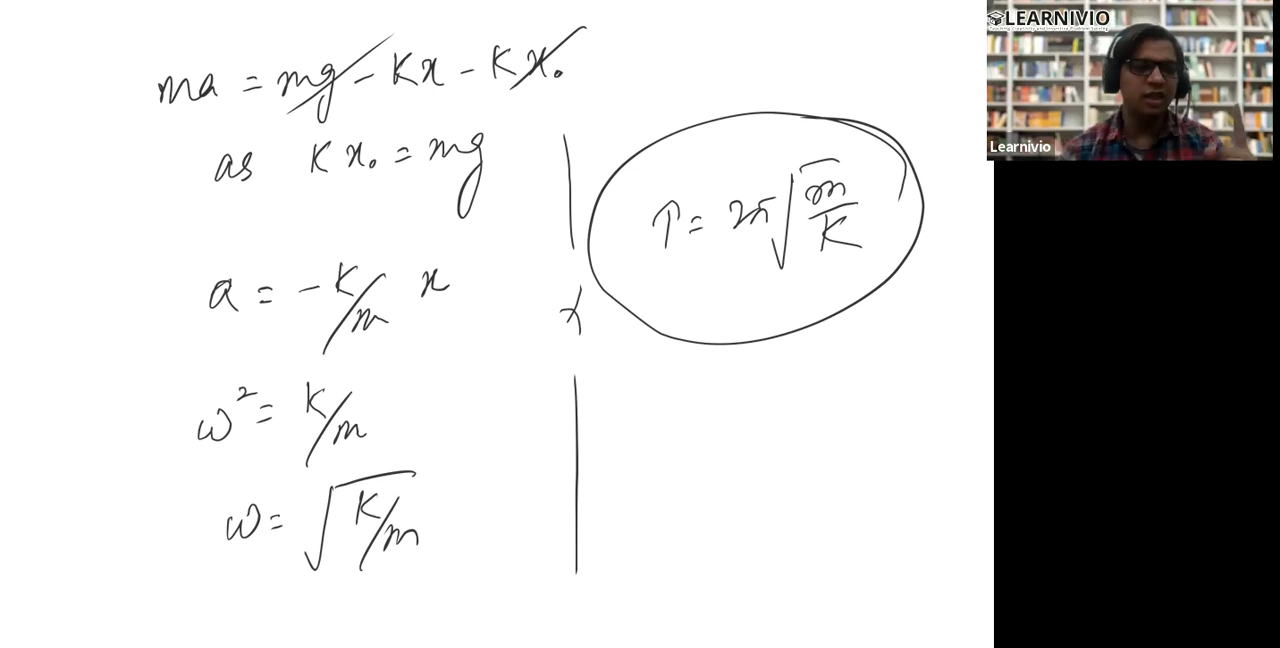 ma = mg - Kx - Kx₀
as Kx₀ = mg
a = -K/m x
ω² = K/m
ω = √K/m
T = 2π√m/K
LEARNIVIO
Learnivio